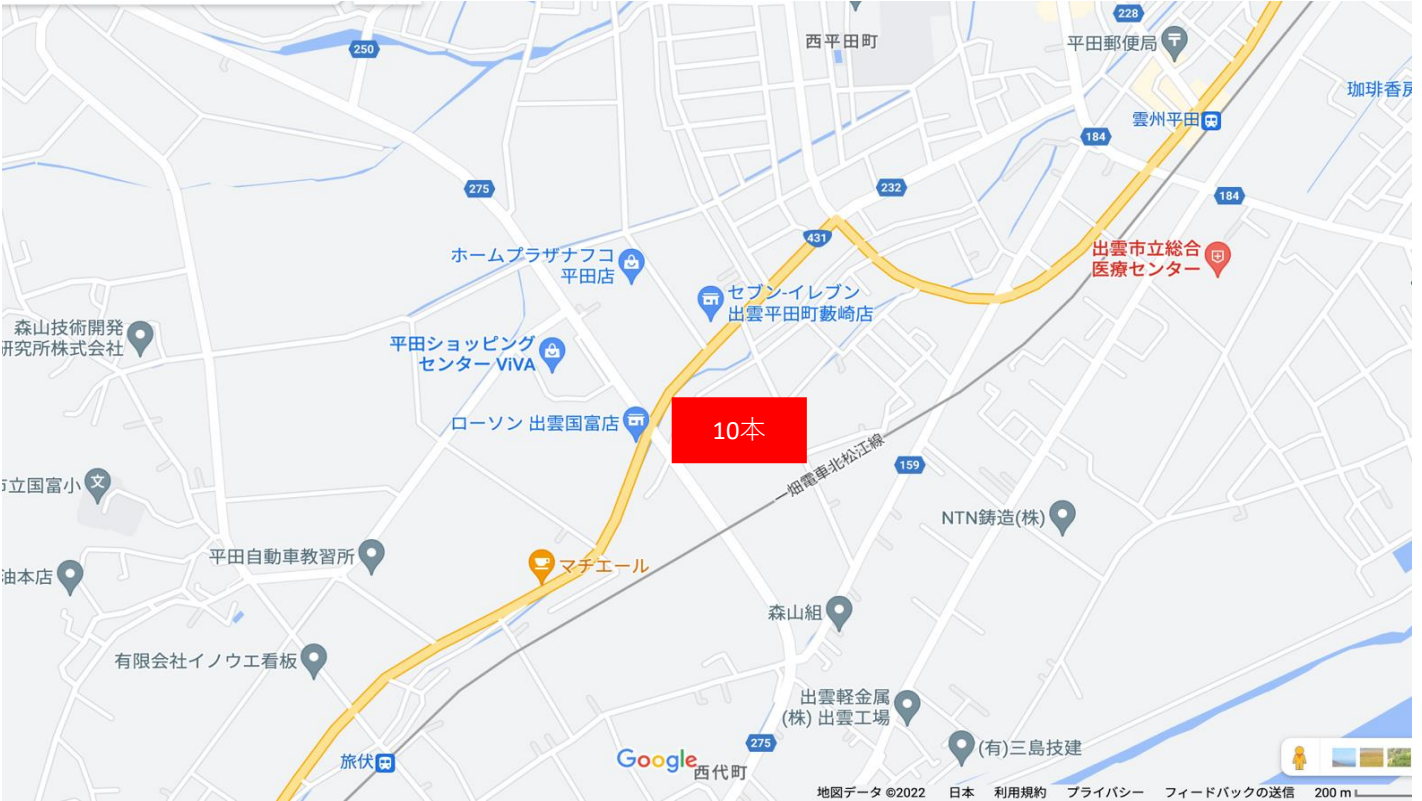 228
西平田町
平田郵便局
250
珈琲香房
雲州平田
184
275
232
184
431
ホームプラザナフコ
平田店
出雲市立総合
医療センター
セブン-イレブン
出雲平田町藪崎店
森山技術開発
研究所株式会社
平田ショッピング
センター ViVA
ローソン 出雲国富店
10本
一畑電車北松江線
159
市立国富小
NTN鋳造(株)
平田自動車教習所
マチエール
油本店
森山組
有限会社イノウエ看板
出雲軽金属
(株) 出雲工場
275
(有)三島技建
旅伏
Google
西代町
地図データ ©2022 日本 利用規約 プライバシー フィードバックの送信 200 m